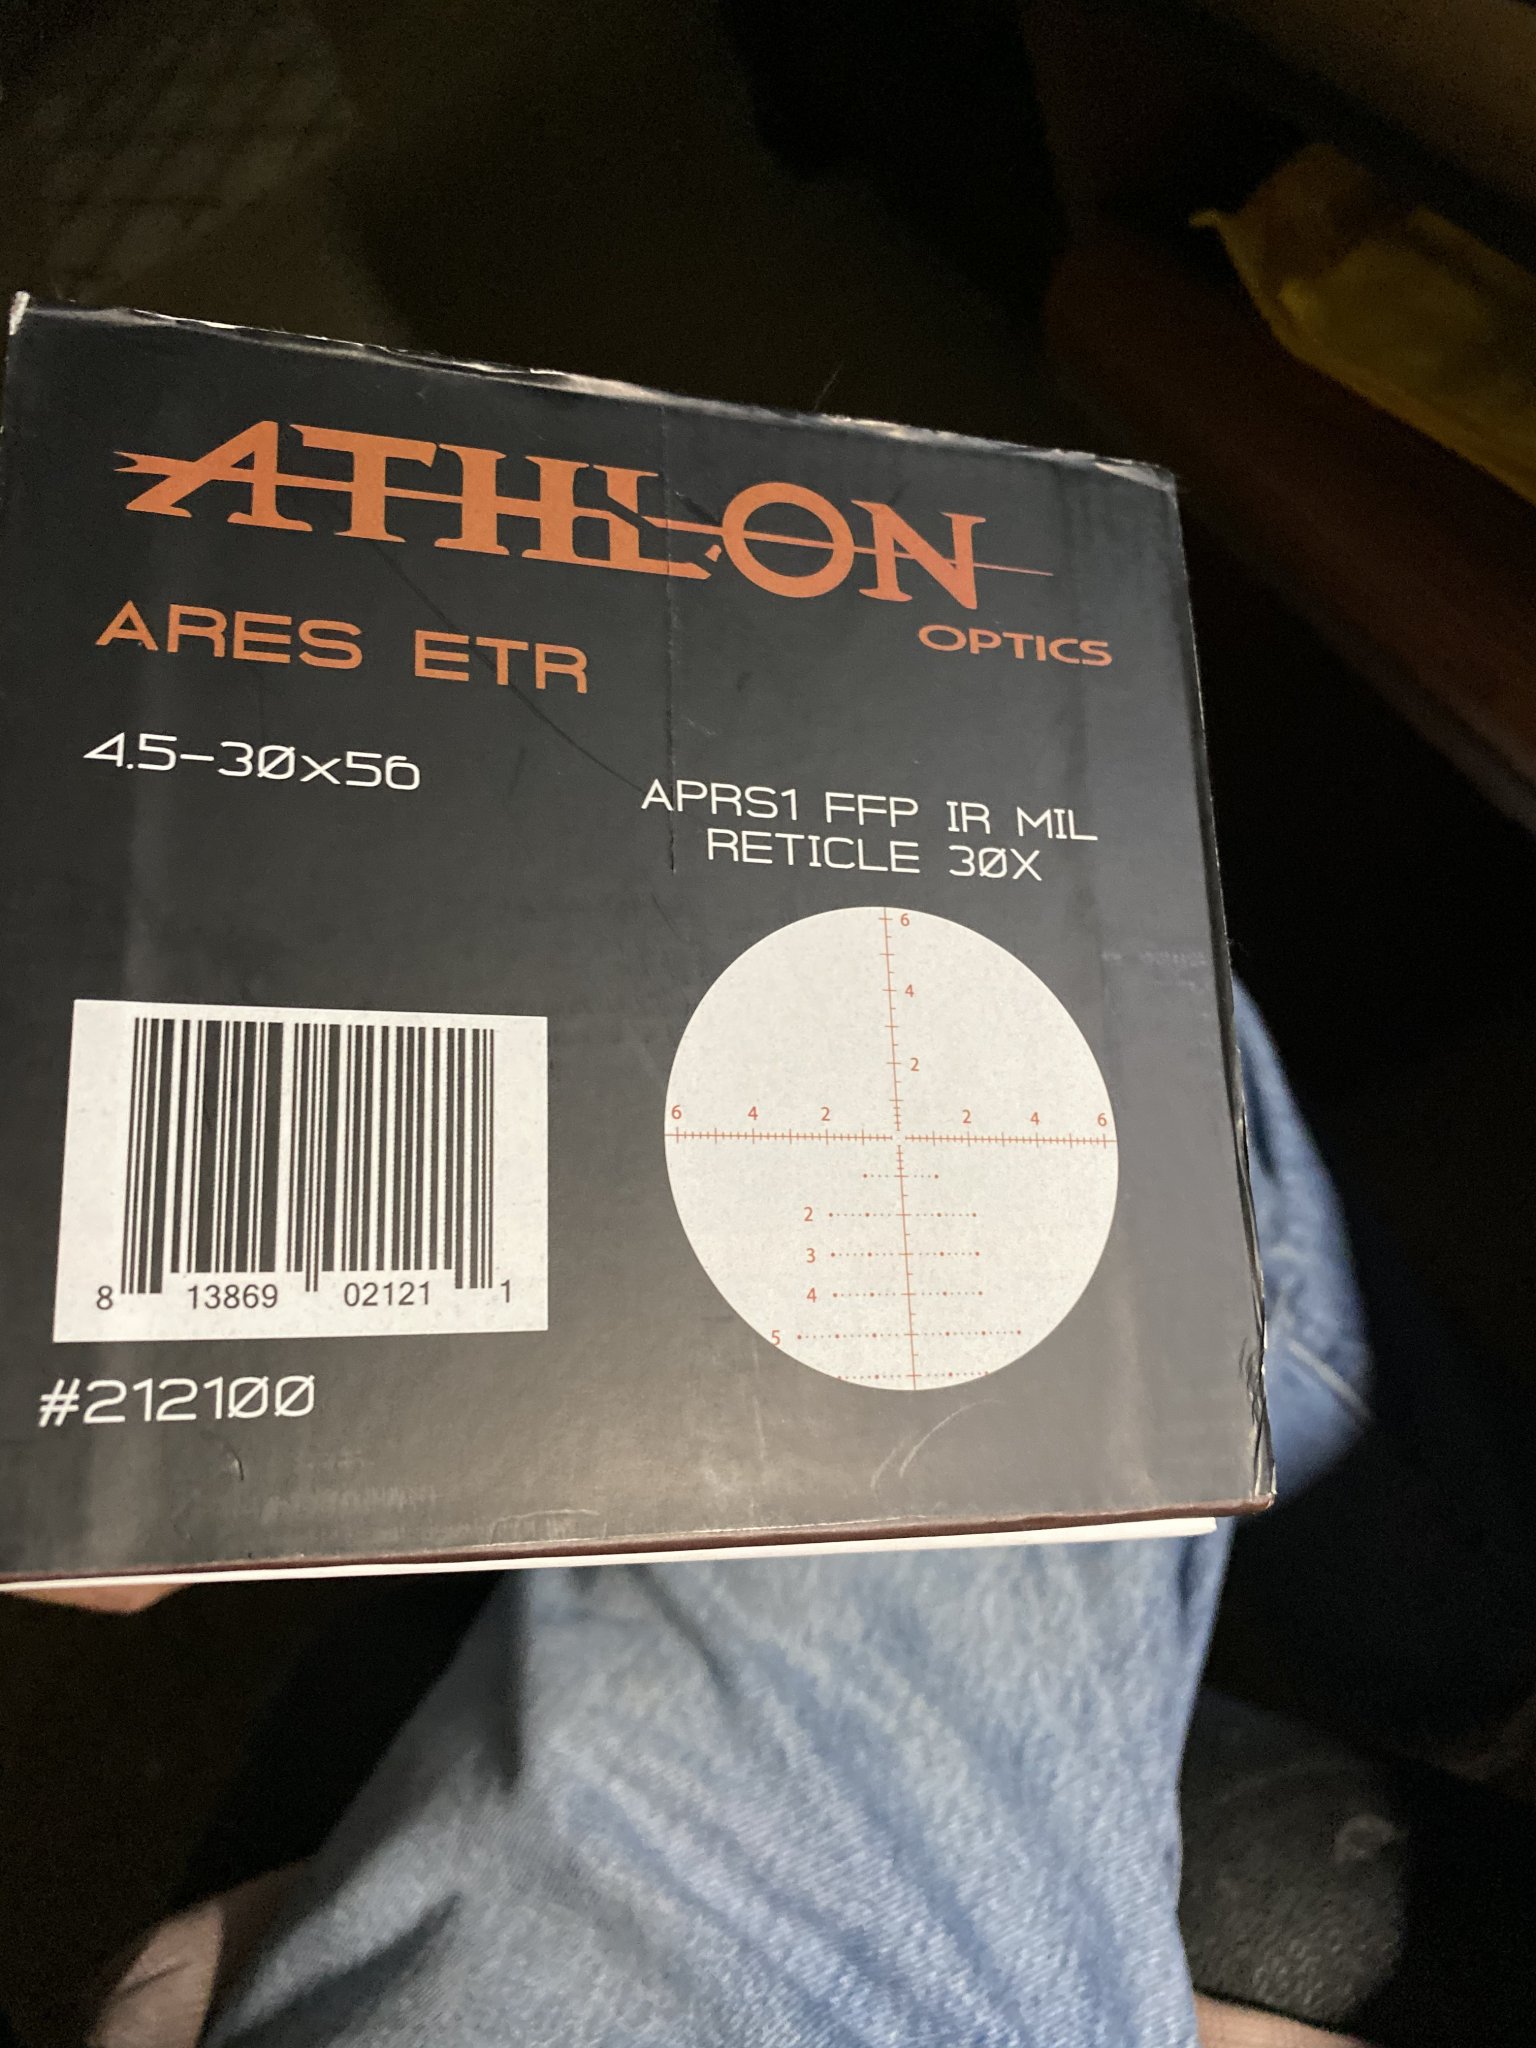 ATHLON
OPTICS
ARES ETR
4.5-30x56
APRS1 FFP IR MIL
RETICLE 30X
6
4
2
6 4 2 2 4 6
2
3
4
5
8 13869 02121 1
#212100